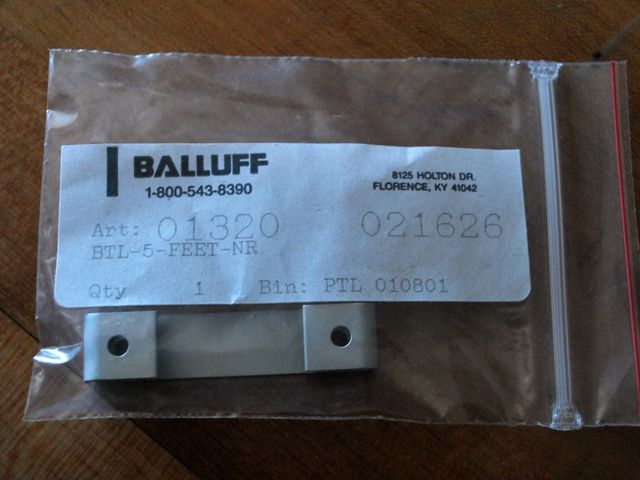 BALLUFF
1-800-543-8390
8125 HOLTON DR.
FLORENCE, KY 41042
Art: 01320 021626
BTL-5-FEET-NR
Qty 1 Bin: PTL 010801